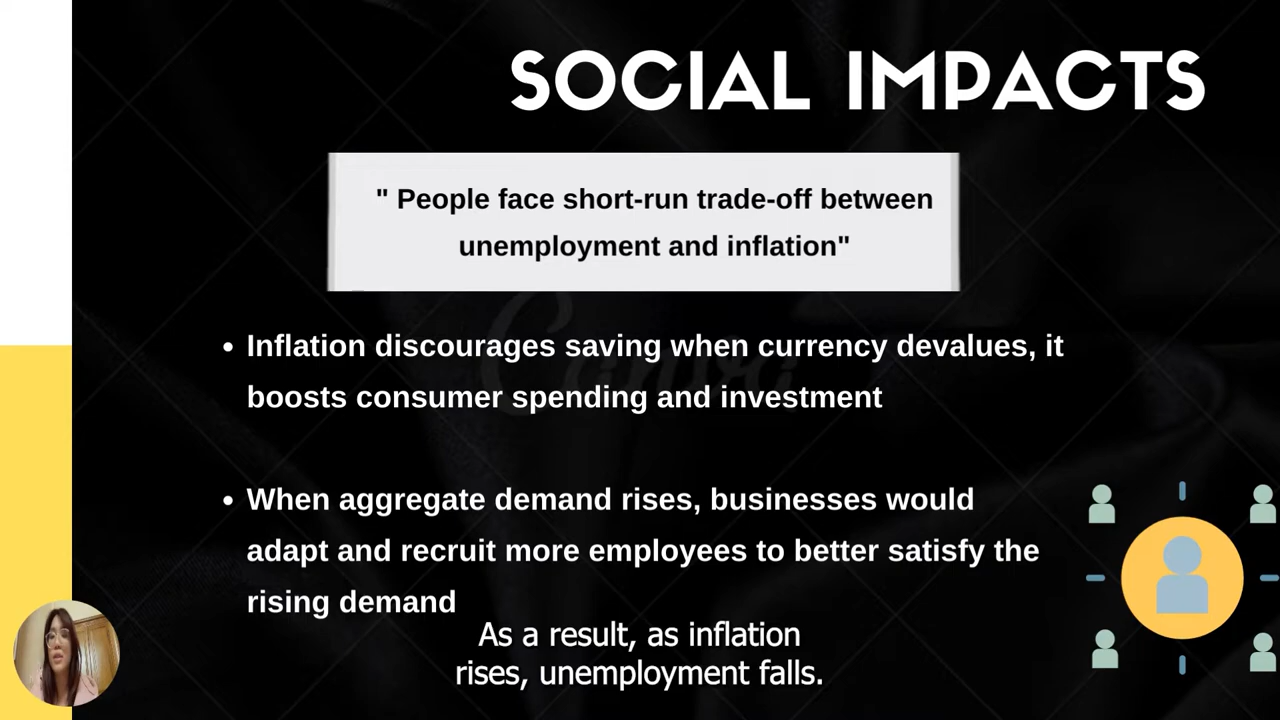 SOCIAL IMPACTS
" People face short-run trade-off between
unemployment and inflation"
• Inflation discourages saving when currency devalues, it
boosts consumer spending and investment
• When aggregate demand rises, businesses would
adapt and recruit more employees to better satisfy the
rising demand
As a result, as inflation
rises, unemployment falls.
Canva